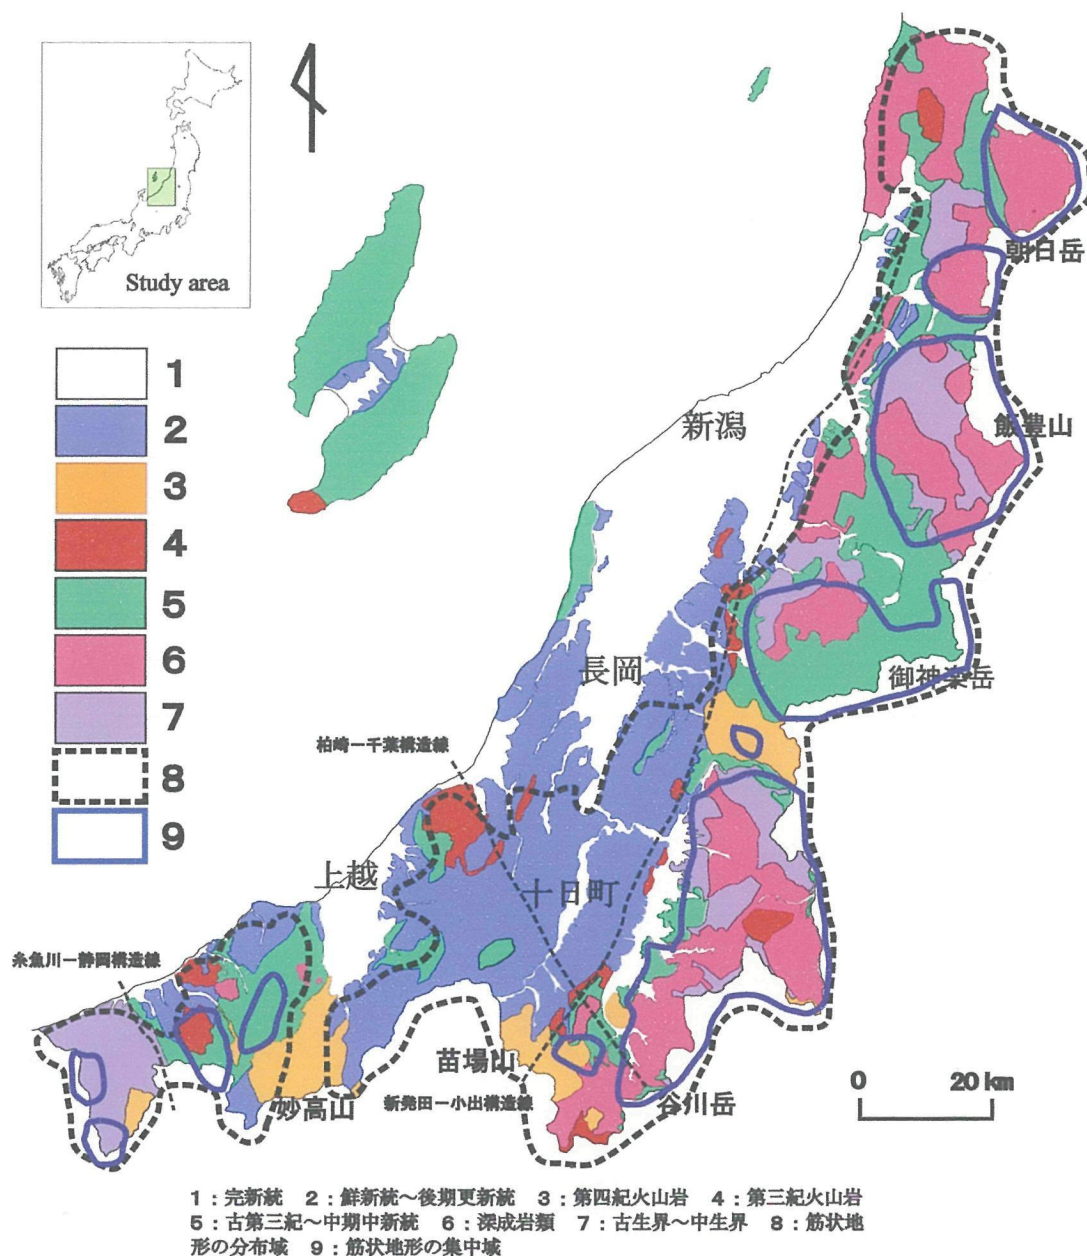 Study area
1
2
3
4
5
6
7
8
9
朝日岳
飯豊山
新潟
御神楽岳
長岡
柏崎ー千葉構造線
上越
十日町
糸魚川ー静岡構造線
苗場山
妙高山
新発田ー小出構造線
谷川岳
0 20 km
1：完新統 2：鮮新統～後期更新統 3：第四紀火山岩 4：第三紀火山岩
5：古第三紀～中期中新統 6：深成岩類 7：古生界～中生界 8：筋状地
形の分布域 9：筋状地形の集中域